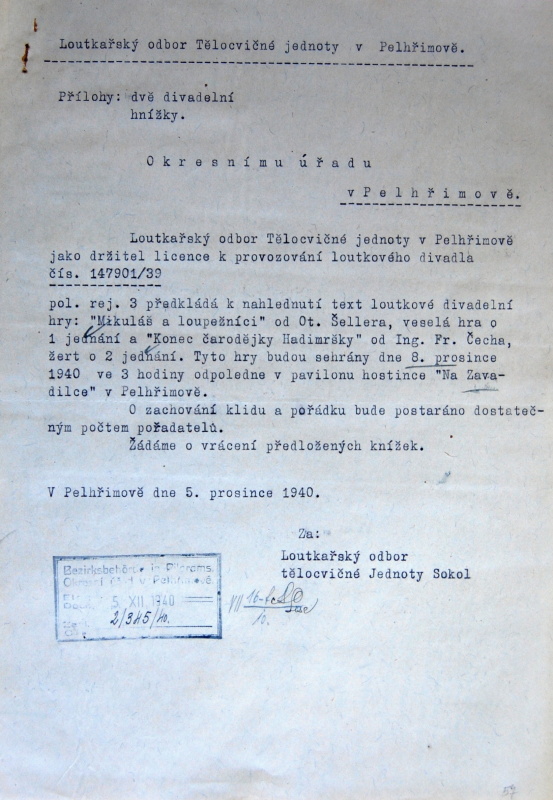 Loutkařský odbor Tělocvičné jednoty v Pelhřimově.
Přílohy: dvě divadelní
hnížky.
Okresnímu úřadu
v Pelhřimově.
Loutkařský odbor Tělocvičné jednoty v Pelhřimově
jako držitel licence k provozování loutkového divadla
čís. 147901/39
pol. rej. 3 předkládá k nahlednutí text loutkové divadelní
hry: "Mikuláš a loupežníci" od Ot. Šellera, veselá hra o
1 jednání a "Konec čarodějky Hadimršky" od Ing. Fr. Čecha,
žert o 2 jednání. Tyto hry budou sehrány dne 8. prosince
1940 ve 3 hodiny odpoledne v pavilonu hostince "Na Zava-
dilce" v Pelhřimově.
O zachování klidu a pořádku bude postaráno dostateč-
ným počtem pořadatelů.
Žádáme o vrácení předložených knížek.
V Pelhřimově dne 5. prosince 1940.
Za:
Loutkařský odbor
tělocvičné Jednoty Sokol
Bezirksbehörde in Pilgrams.
Okresní úřad v Pelhřimově.
5. XII 1940
2/345/40.
59